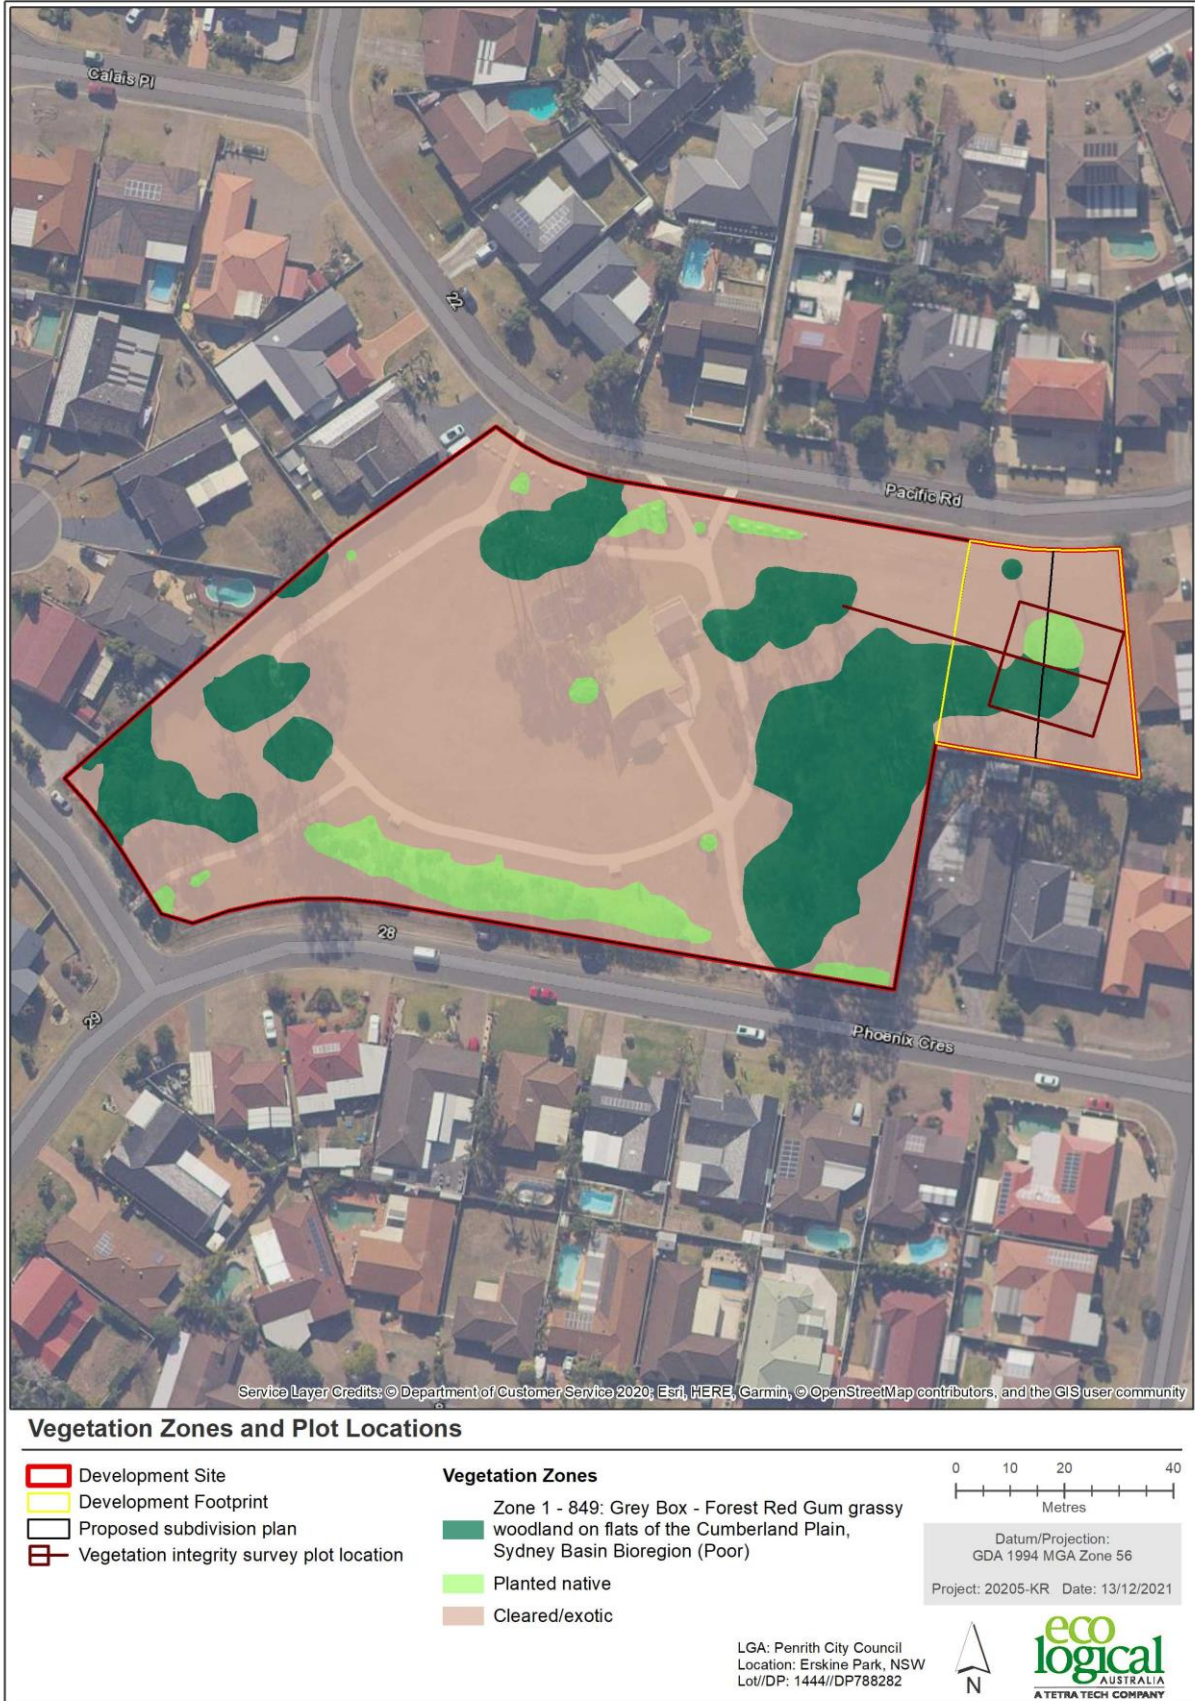 Calais Pl
22
Pacific Rd
28
29
Phoenix Cres
Service Layer Credits: © Department of Customer Service 2020; Esri, HERE, Garmin, © OpenStreetMap contributors, and the GIS user community
Vegetation Zones and Plot Locations
Development Site
Development Footprint
Proposed subdivision plan
Vegetation integrity survey plot location
Vegetation Zones
Zone 1 - 849: Grey Box - Forest Red Gum grassy
woodland on flats of the Cumberland Plain,
Sydney Basin Bioregion (Poor)
Planted native
Cleared/exotic
0 10 20 40
Metres
Datum/Projection:
GDA 1994 MGA Zone 56
Project: 20205-KR Date: 13/12/2021
LGA: Penrith City Council
Location: Erskine Park, NSW
Lot//DP: 1444//DP788282
N
eco
logical
AUSTRALIA
A TETRA TECH COMPANY